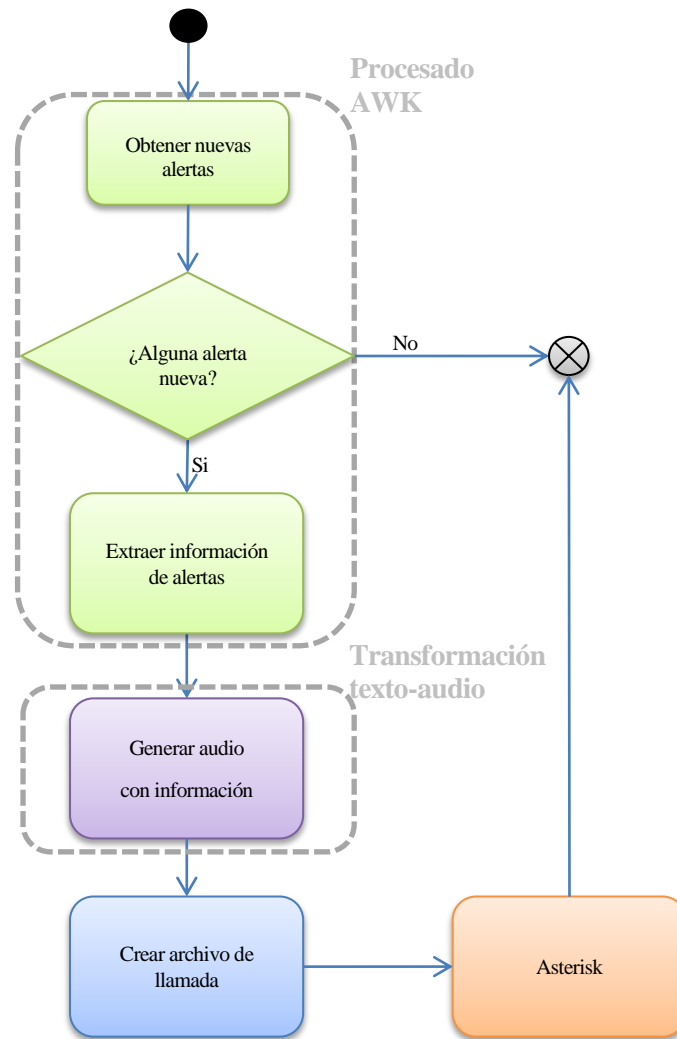 Procesado
AWK
Obtener nuevas
alertas
¿Alguna alerta
nueva?
No
Si
Extraer información
de alertas
Transformación
texto-audio
Generar audio
con información
Crear archivo de
llamada
Asterisk